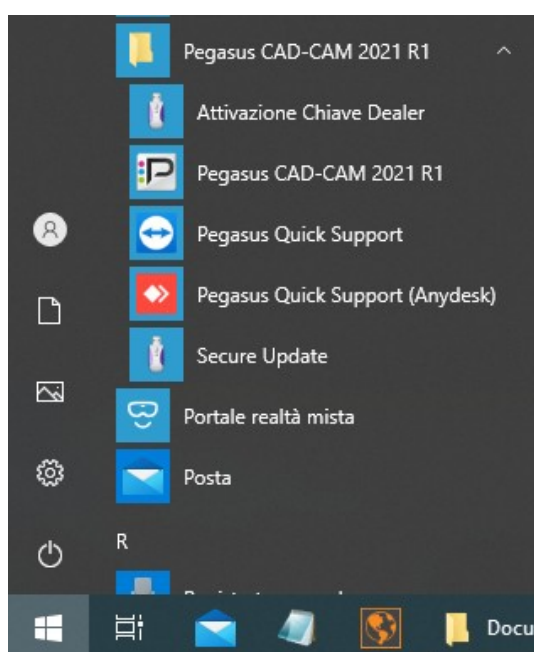 Pegasus CAD-CAM 2021 R1
Attivazione Chiave Dealer
Pegasus CAD-CAM 2021 R1
Pegasus Quick Support
Pegasus Quick Support (Anydesk)
Secure Update
Portale realtà mista
Posta
R
Docu